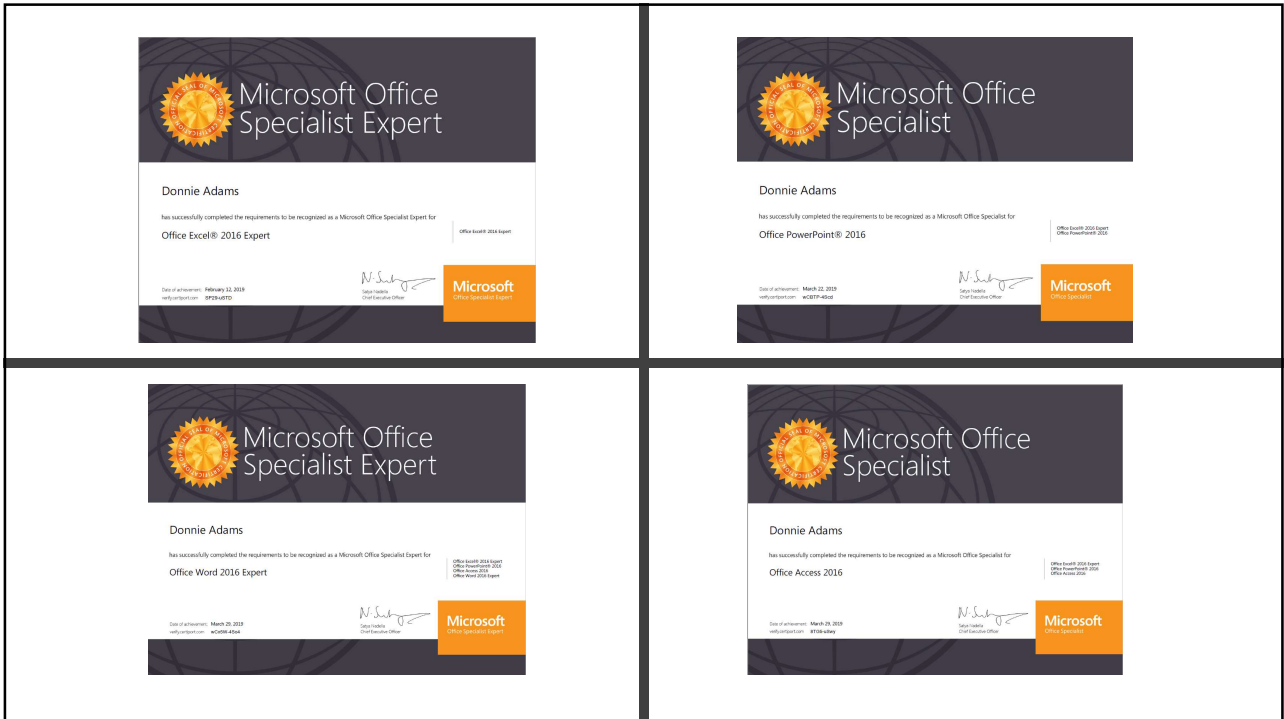 Microsoft Office
Specialist Expert
Donnie Adams
has successfully completed the requirements to be recognized as a Microsoft Office Specialist Expert for
Office Excel® 2016 Expert
Office Excel® 2016 Expert
Date of achievement: February 12, 2019
verify.certiport.com
Satya Nadella
Chief Executive Officer
Microsoft
Office Specialist Expert
Microsoft Office
Specialist
Donnie Adams
has successfully completed the requirements to be recognized as a Microsoft Office Specialist for
Office PowerPoint® 2016
Office Excel® 2016 Expert
Office PowerPoint® 2016
Date of achievement: March 22, 2019
verify.certiport.com
Satya Nadella
Chief Executive Officer
Microsoft
Office Specialist
Microsoft Office
Specialist Expert
Donnie Adams
has successfully completed the requirements to be recognized as a Microsoft Office Specialist Expert for
Office Word 2016 Expert
Office Excel® 2016 Expert
Office PowerPoint® 2016
Office Access 2016
Office Word 2016 Expert
Date of achievement: March 29, 2019
verify.certiport.com
Satya Nadella
Chief Executive Officer
Microsoft
Office Specialist Expert
Microsoft Office
Specialist
Donnie Adams
has successfully completed the requirements to be recognized as a Microsoft Office Specialist for
Office Access 2016
Office Excel® 2016 Expert
Office PowerPoint® 2016
Office Access 2016
Date of achievement: March 29, 2019
verify.certiport.com
Satya Nadella
Chief Executive Officer
Microsoft
Office Specialist